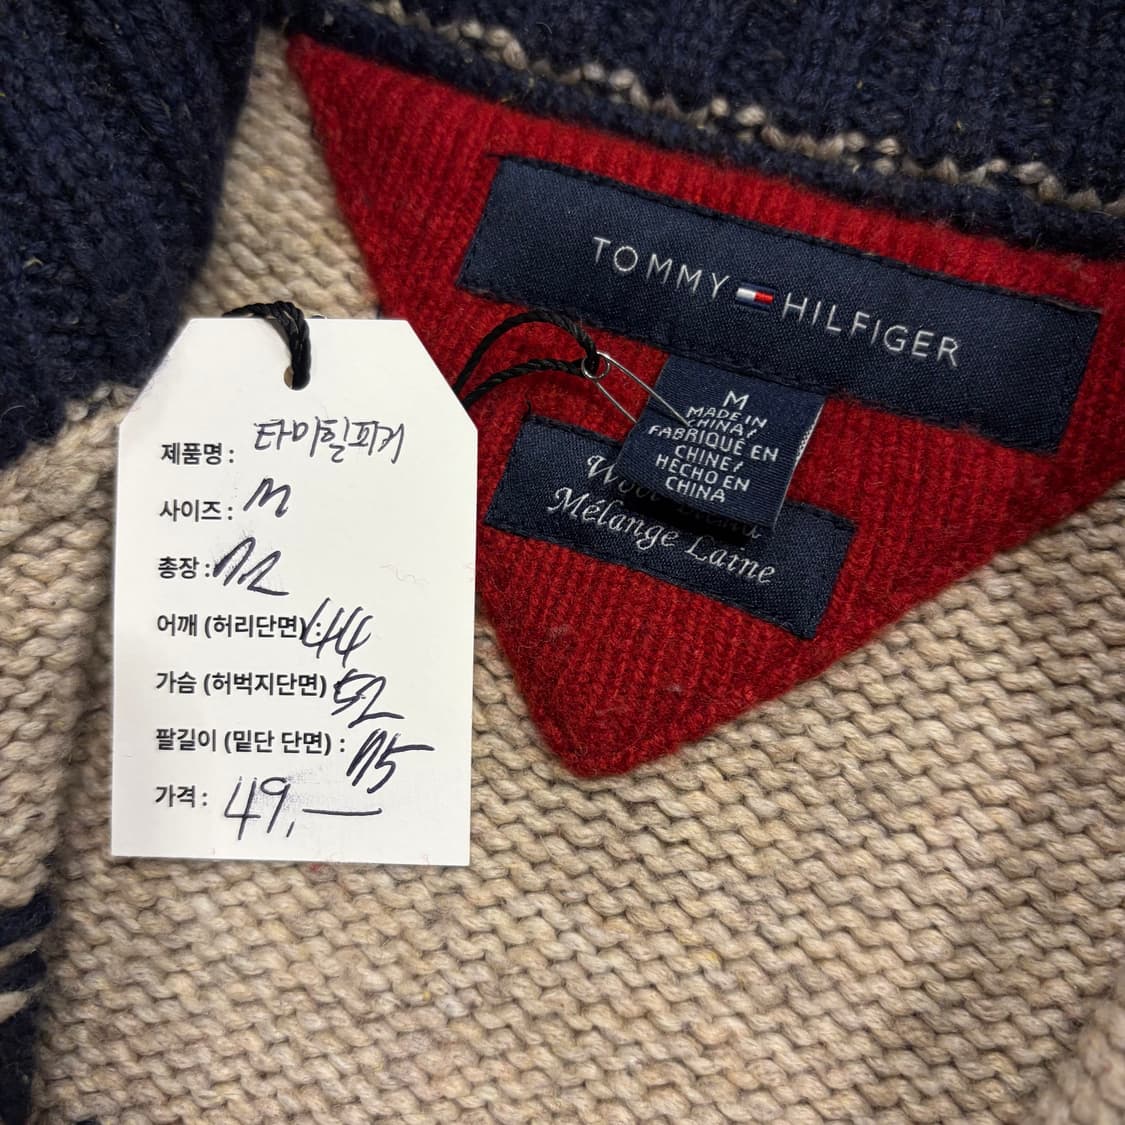 TOMMY HILFIGER
M
MADE IN
CHINA/
FABRIQUÉ EN
CHINE/
HECHO EN
CHINA
Mélange Laine
제품명 : 타미힐피거
사이즈 : M
총장 : 72
어깨 (허리단면) : 44
가슴 (허벅지단면) 52
팔길이 (밑단 단면) : 75
가격 : 49,—